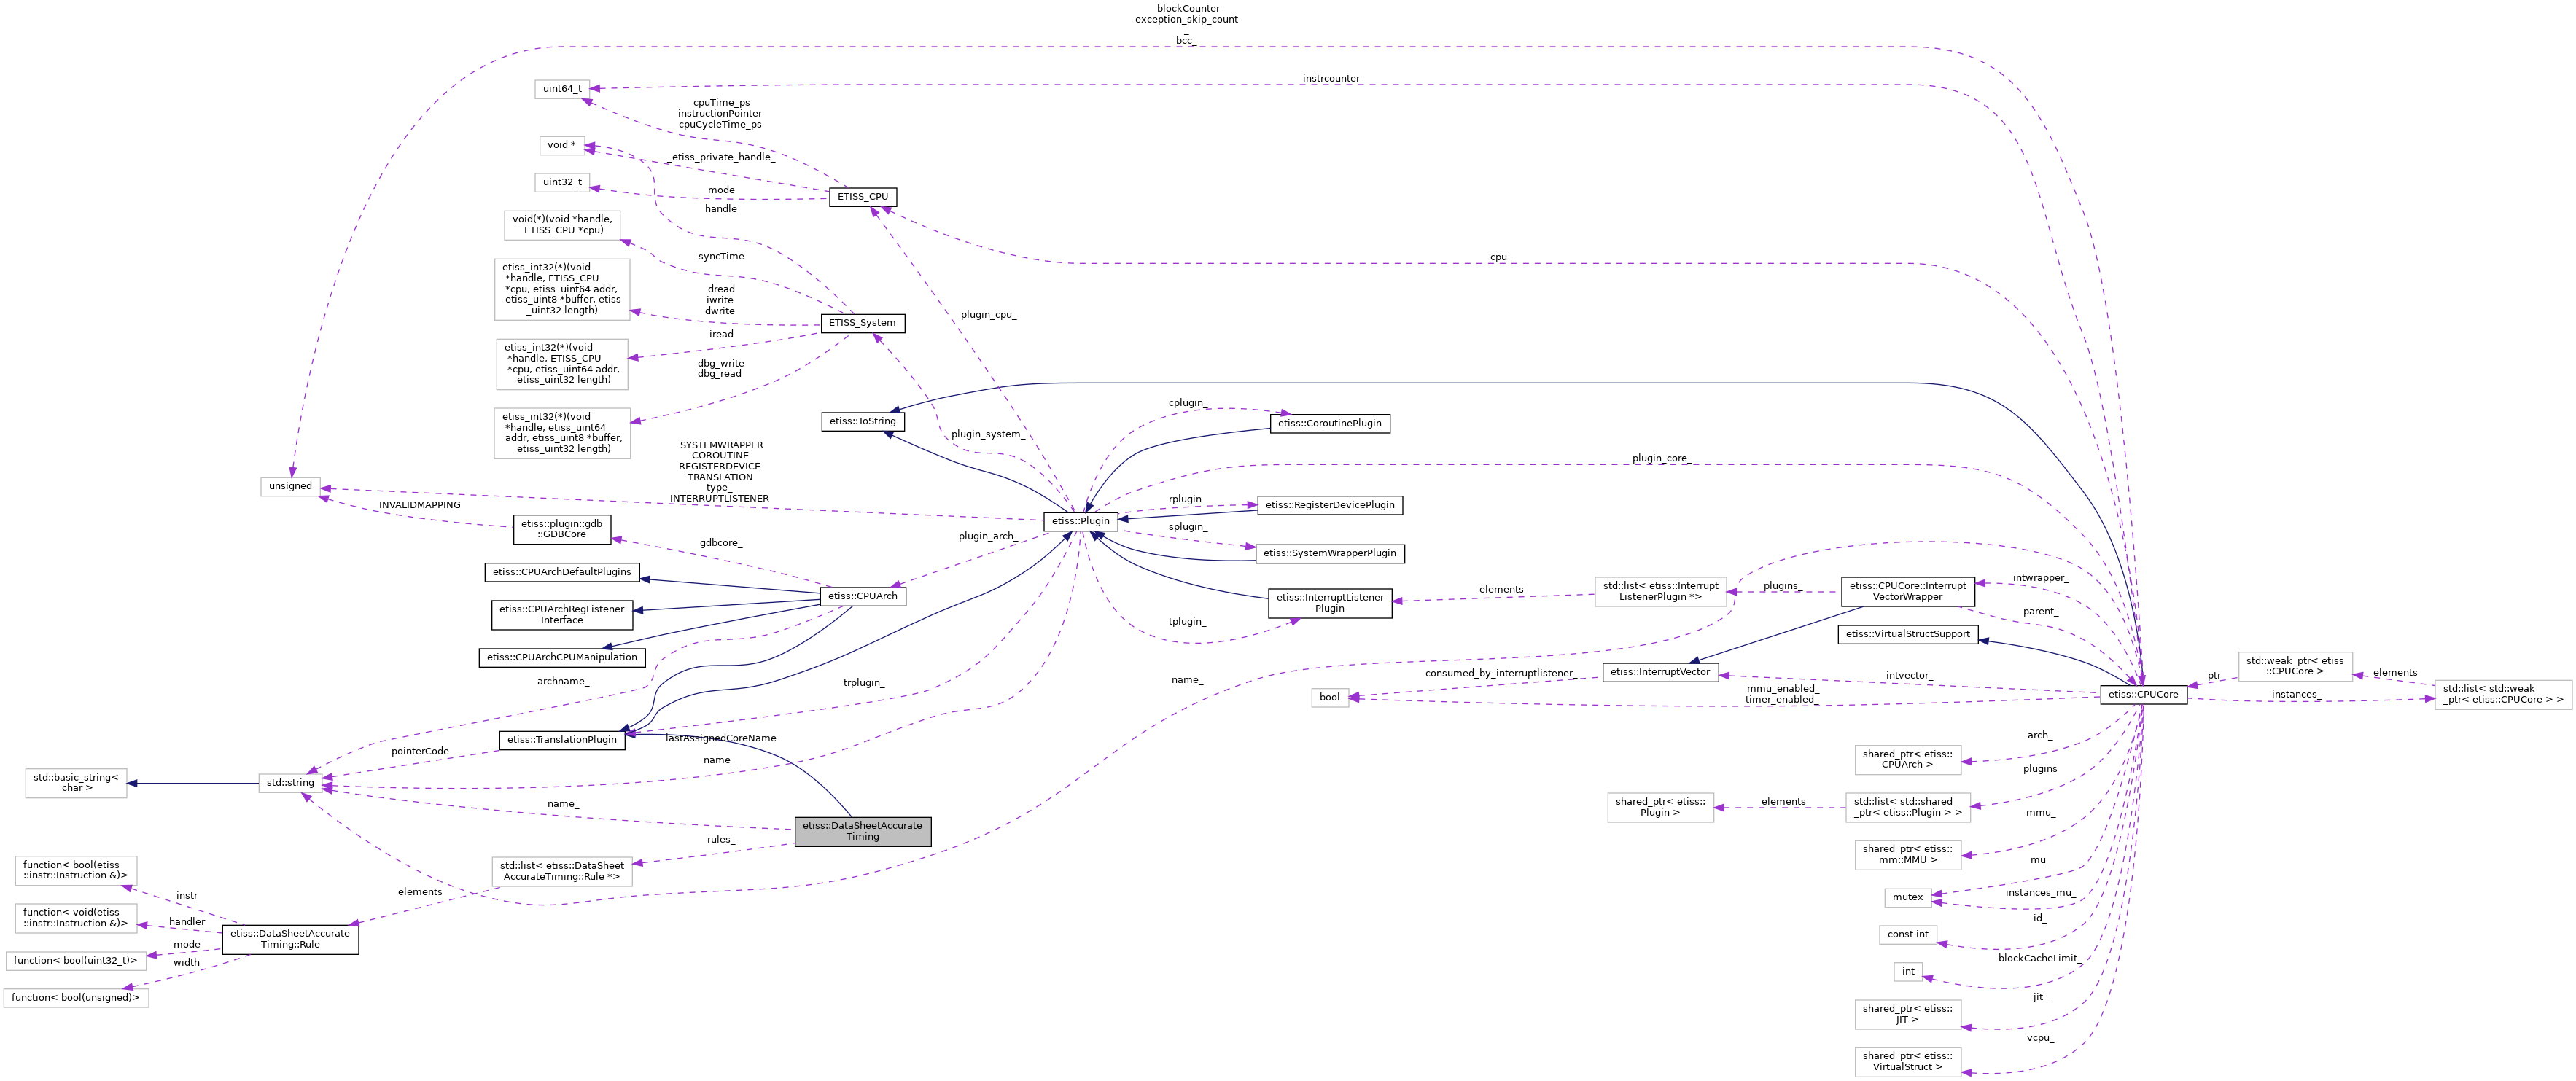 blockCounter
exception_skip_count
_
bcc_
instrcounter
uint64_t
cpuTime_ps
instructionPointer
cpuCycleTime_ps
void *
_etiss_private_handle_
uint32_t
mode
ETISS_CPU
handle
void(*)(void *handle,
ETISS_CPU *cpu)
syncTime
cpu_
etiss_int32(*)(void
*handle, ETISS_CPU
*cpu, etiss_uint64 addr,
etiss_uint8 *buffer, etiss
_uint32 length)
dread
iwrite
dwrite
plugin_cpu_
ETISS_System
iread
etiss_int32(*)(void
*handle, ETISS_CPU
*cpu, etiss_uint64 addr,
etiss_uint32 length)
dbg_write
dbg_read
etiss_int32(*)(void
*handle, etiss_uint64
addr, etiss_uint8 *buffer,
etiss_uint32 length)
etiss::ToString
cplugin_
etiss::CoroutinePlugin
plugin_system_
SYSTEMWRAPPER
COROUTINE
REGISTERDEVICE
TRANSLATION
type_
INTERRUPTLISTENER
plugin_core_
unsigned
INVALIDMAPPING
rplugin_
etiss::RegisterDevicePlugin
etiss::plugin::gdb
::GDBCore
etiss::Plugin
splugin_
gdbcore_
plugin_arch_
etiss::SystemWrapperPlugin
etiss::CPUArchDefaultPlugins
etiss::CPUArch
etiss::InterruptListener
Plugin
elements
std::list< etiss::Interrupt
ListenerPlugin *>
plugins_
etiss::CPUCore::Interrupt
VectorWrapper
intwrapper_
etiss::CPUArchRegListener
Interface
tplugin_
parent_
etiss::VirtualStructSupport
etiss::CPUArchCPUManipulation
archname_
trplugin_
name_
consumed_by_interruptlistener_
etiss::InterruptVector
intvector_
bool
mmu_enabled_
timer_enabled_
etiss::CPUCore
ptr
std::weak_ptr< etiss
::CPUCore >
elements
instances_
std::list< std::weak
_ptr< etiss::CPUCore > >
etiss::TranslationPlugin
lastAssignedCoreName
_
name_
pointerCode
arch_
shared_ptr< etiss::
CPUArch >
std::basic_string<
char >
std::string
name_
plugins
shared_ptr< etiss::
Plugin >
elements
std::list< std::shared
_ptr< etiss::Plugin > >
etiss::DataSheetAccurate
Timing
rules_
mmu_
shared_ptr< etiss::
mm::MMU >
std::list< etiss::DataSheet
AccurateTiming::Rule *>
elements
function< bool(etiss
::instr::Instruction &)>
instr
mu_
mutex
instances_mu_
function< void(etiss
::instr::Instruction &)>
handler
etiss::DataSheetAccurate
Timing::Rule
id_
const int
mode
function< bool(uint32_t)>
width
blockCacheLimit_
int
function< bool(unsigned)>
jit_
shared_ptr< etiss::
JIT >
vcpu_
shared_ptr< etiss::
VirtualStruct >